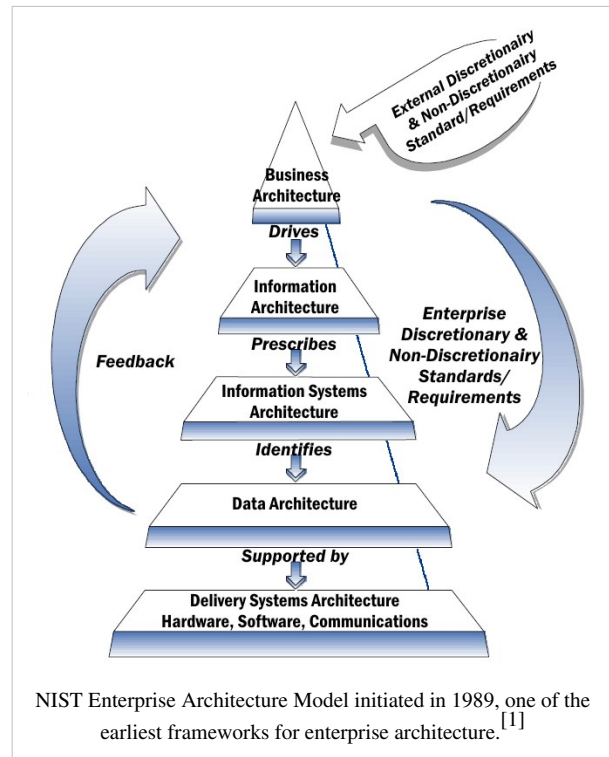 External Discretionairy
& Non-Discretionairy
Standard/Requirements
Business
Architecture
Drives
Information
Architecture
Prescribes
Information Systems
Architecture
Identifies
Data Architecture
Supported by
Delivery Systems Architecture
Hardware, Software, Communications
Feedback
Enterprise
Discretionary &
Non-Discretionairy
Standards/
Requirements
NIST Enterprise Architecture Model initiated in 1989, one of the
earliest frameworks for enterprise architecture.[1]